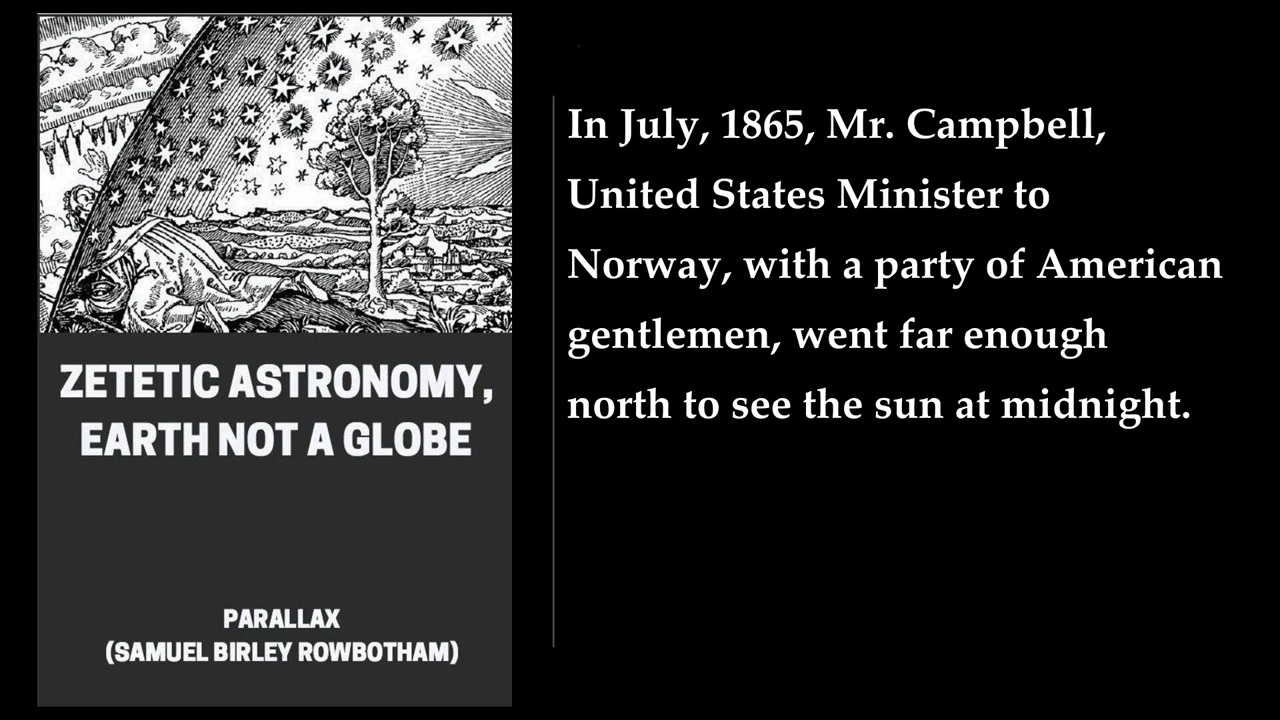 ZETETIC ASTRONOMY,
EARTH NOT A GLOBE
PARALLAX
(SAMUEL BIRLEY ROWBOTHAM)
In July, 1865, Mr. Campbell,
United States Minister to
Norway, with a party of American
gentlemen, went far enough
north to see the sun at midnight.